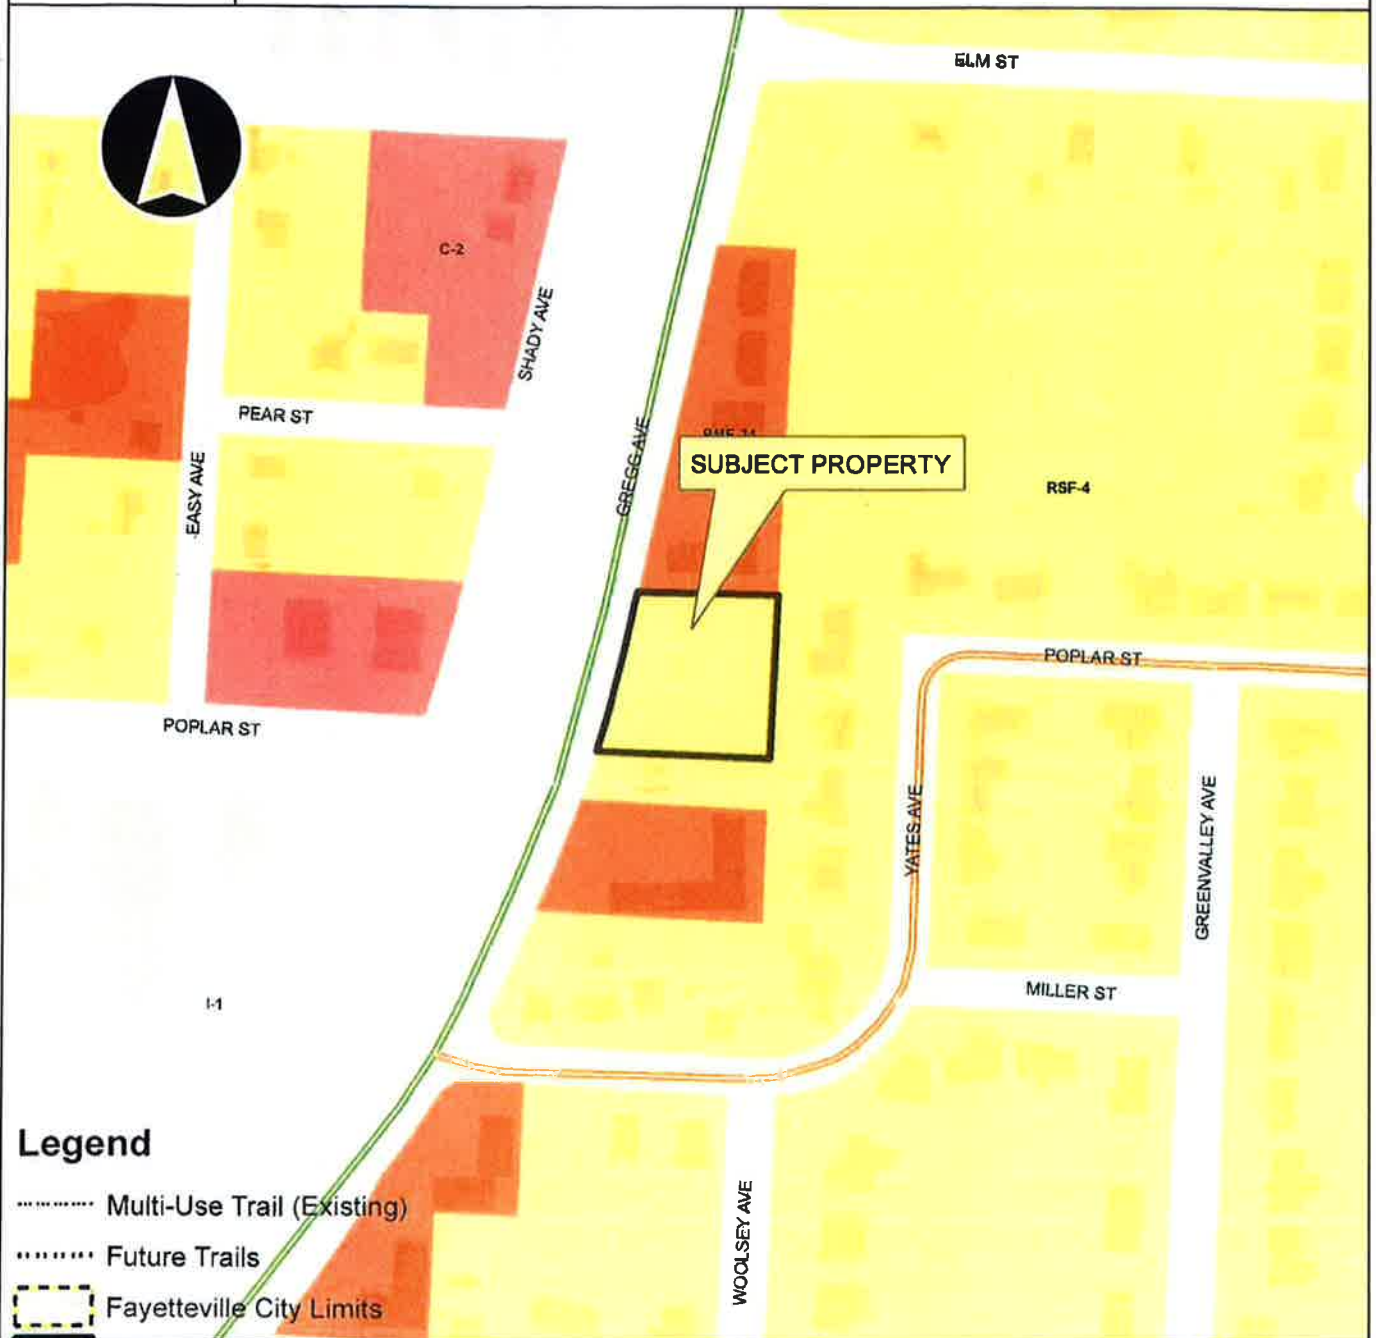 ELM ST
C-2
SHADY AVE
PEAR ST
GREGG AVE
EASY AVE
SUBJECT PROPERTY
RSF-4
POPLAR ST
POPLAR ST
YATES AVE
GREENVALLEY AVE
MILLER ST
I-1
Legend
Multi-Use Trail (Existing)
Future Trails
WOOLSEY AVE
Fayetteville City Limits